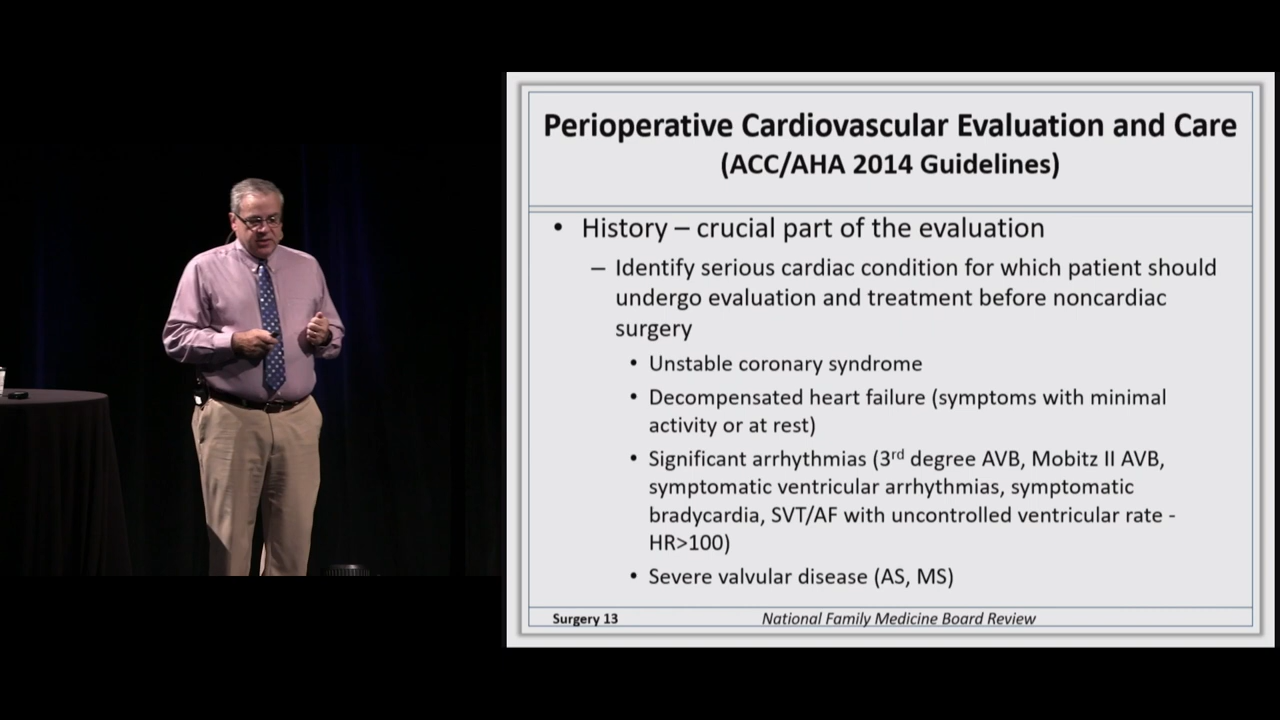 Perioperative Cardiovascular Evaluation and Care
(ACC/AHA 2014 Guidelines)
• History – crucial part of the evaluation
– Identify serious cardiac condition for which patient should
undergo evaluation and treatment before noncardiac
surgery
• Unstable coronary syndrome
• Decompensated heart failure (symptoms with minimal
activity or at rest)
• Significant arrhythmias (3rd degree AVB, Mobitz II AVB,
symptomatic ventricular arrhythmias, symptomatic
bradycardia, SVT/AF with uncontrolled ventricular rate -
HR>100)
• Severe valvular disease (AS, MS)
Surgery 13
National Family Medicine Board Review